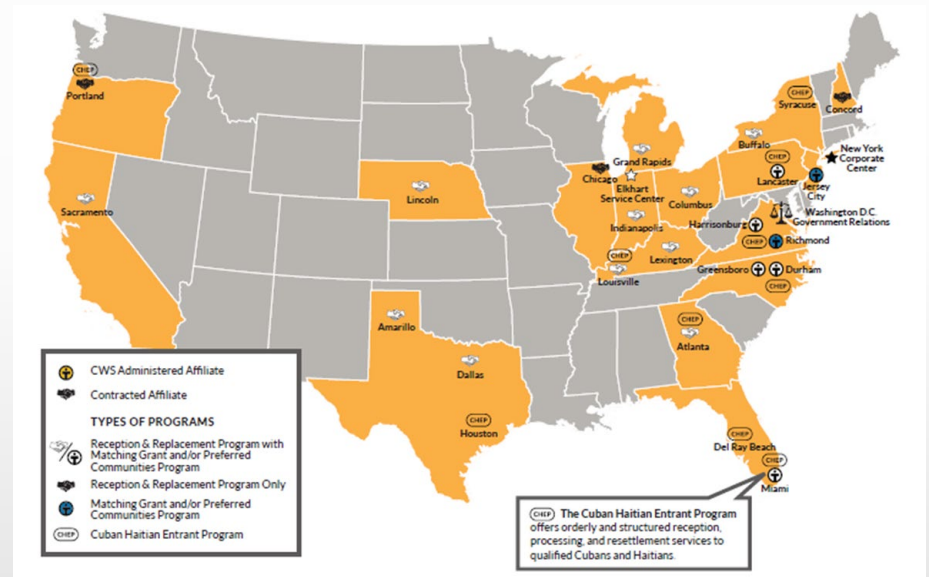 CHEP
Portland
Sacramento
Lincoln
Amarillo
Dallas
CHEP
Houston
Chicago
Grand Rapids
Elkhart
Service Center
Indianapolis
Columbus
CHEP
Louisville
Lexington
CHEP
Syracuse
Concord
Buffalo
New York
Corporate
Center
CHEP
Lancaster
Jersey
City
Washington D.C.
Government Relations
Harrisonburg
CHEP
Richmond
Greensboro
Durham
CHEP
CHEP
Atlanta
CHEP
Del Ray Beach
CHEP
Miami
CWS Administered Affiliate
Contracted Affiliate
TYPES OF PROGRAMS
Reception & Replacement Program with
Matching Grant and/or Preferred
Communities Program
Reception & Replacement Program Only
Matching Grant and/or Preferred
Communities Program
CHEP Cuban Haitian Entrant Program
CHEP The Cuban Haitian Entrant Program
offers orderly and structured reception,
processing, and resettlement services to
qualified Cubans and Haitians.